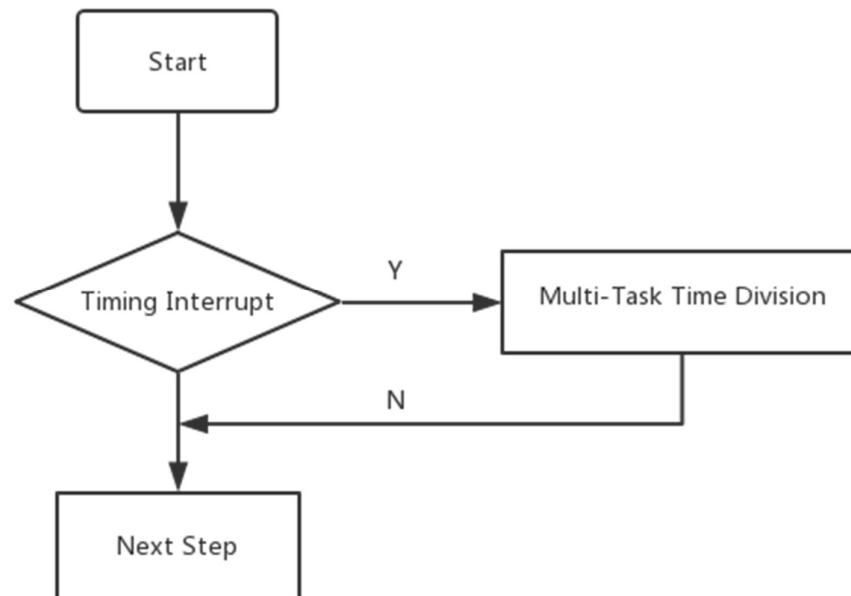 Start
Timing Interrupt
Y
Multi-Task Time Division
N
Next Step